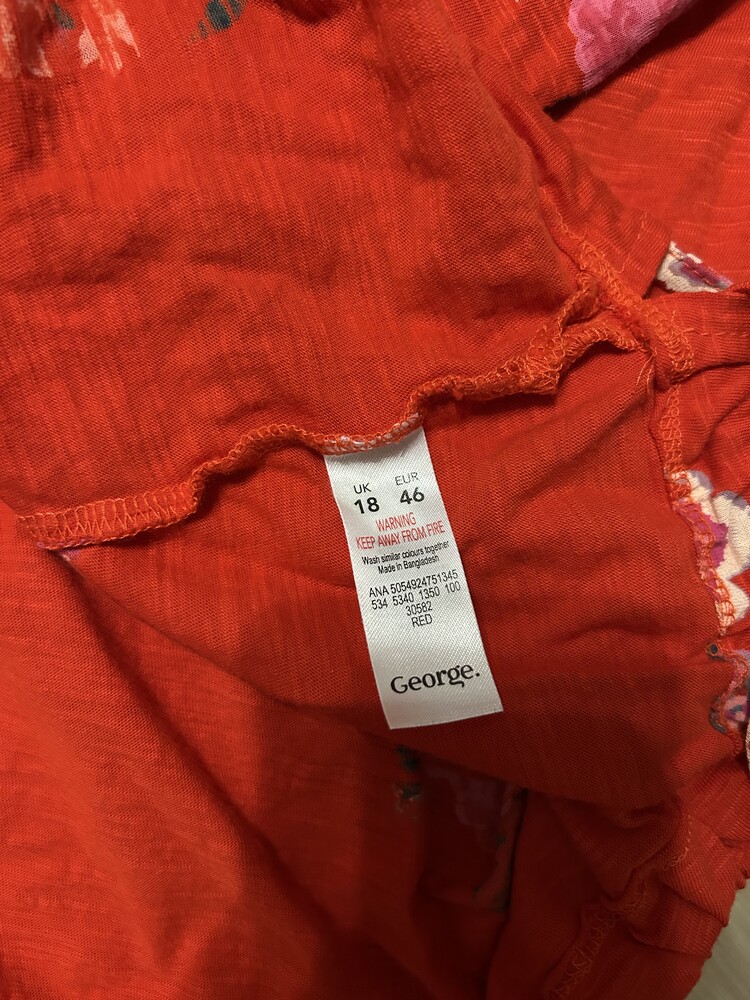 UK EUR
18 46
WARNING
KEEP AWAY FROM FIRE
Wash similar colours together
Made in Bangladesh
ANA 5054924751345
534 5340 1350 100
30582
RED
George.